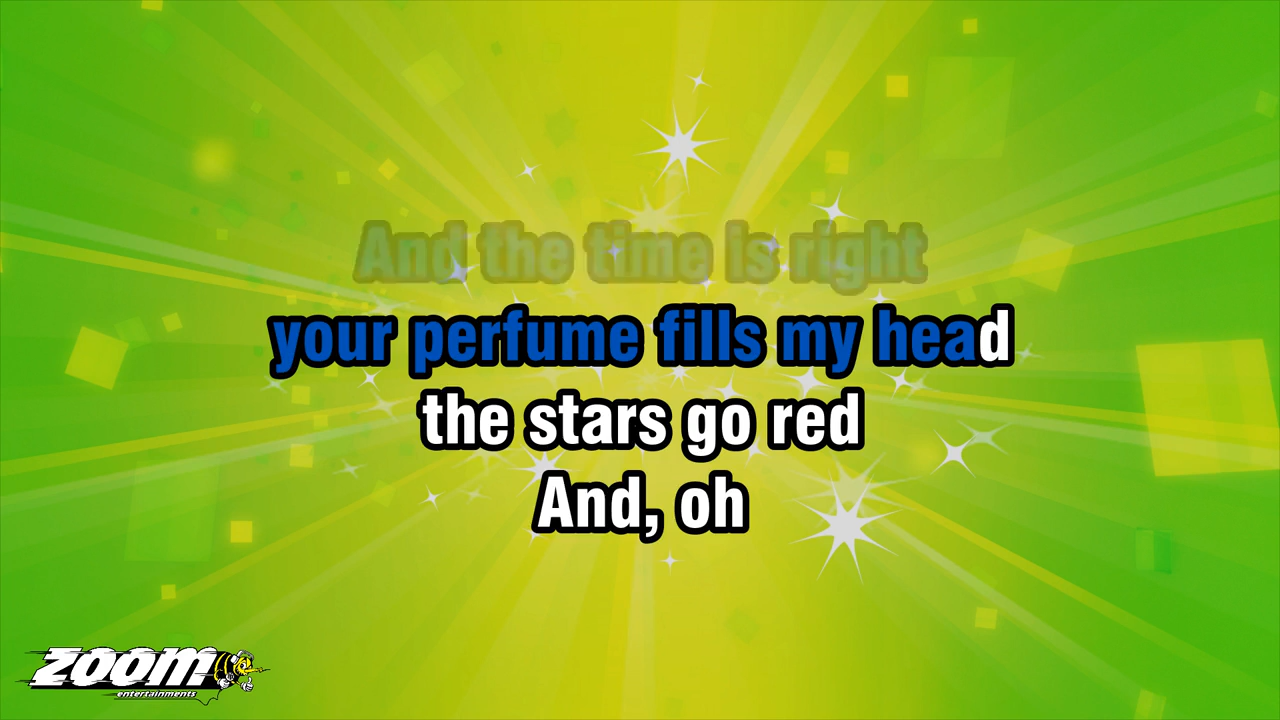 And the time is right
your perfume fills my head
the stars go red
And, oh
zoom
entertainments